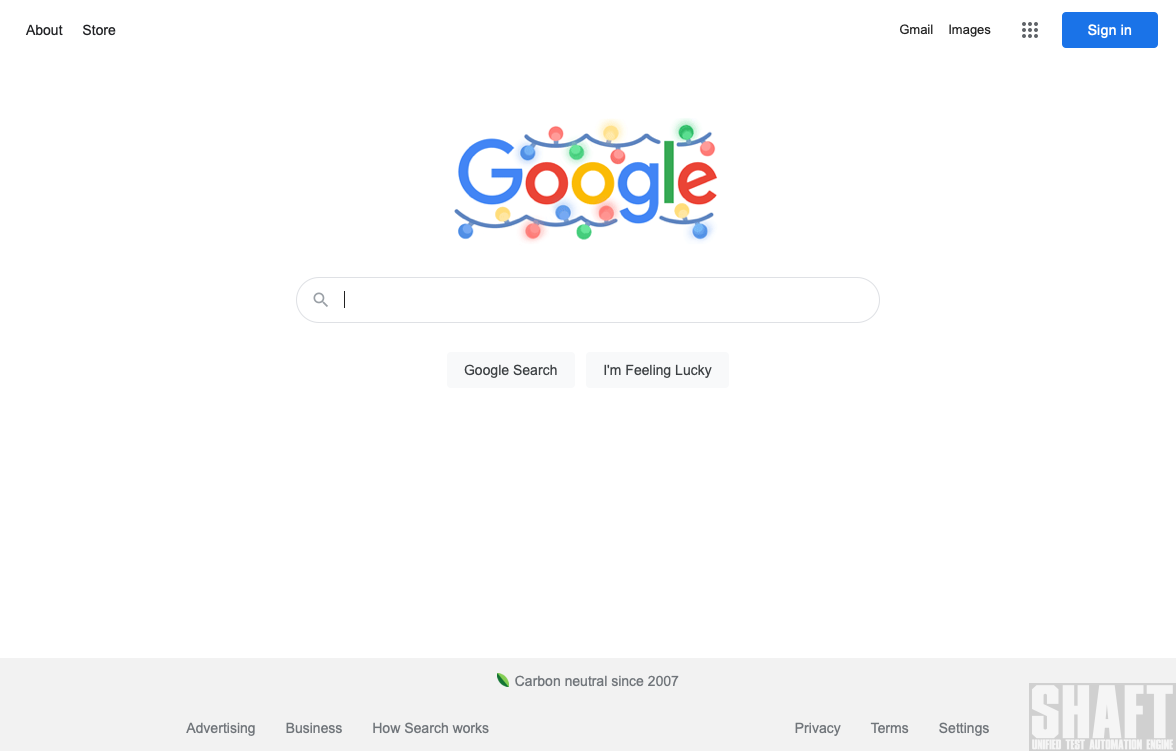 About Store
Gmail Images
Sign in
Google
Google Search
I'm Feeling Lucky
Carbon neutral since 2007
Advertising Business How Search works
Privacy Terms Settings
SHAFT
UNIFIED TEST AUTOMATION ENGINE